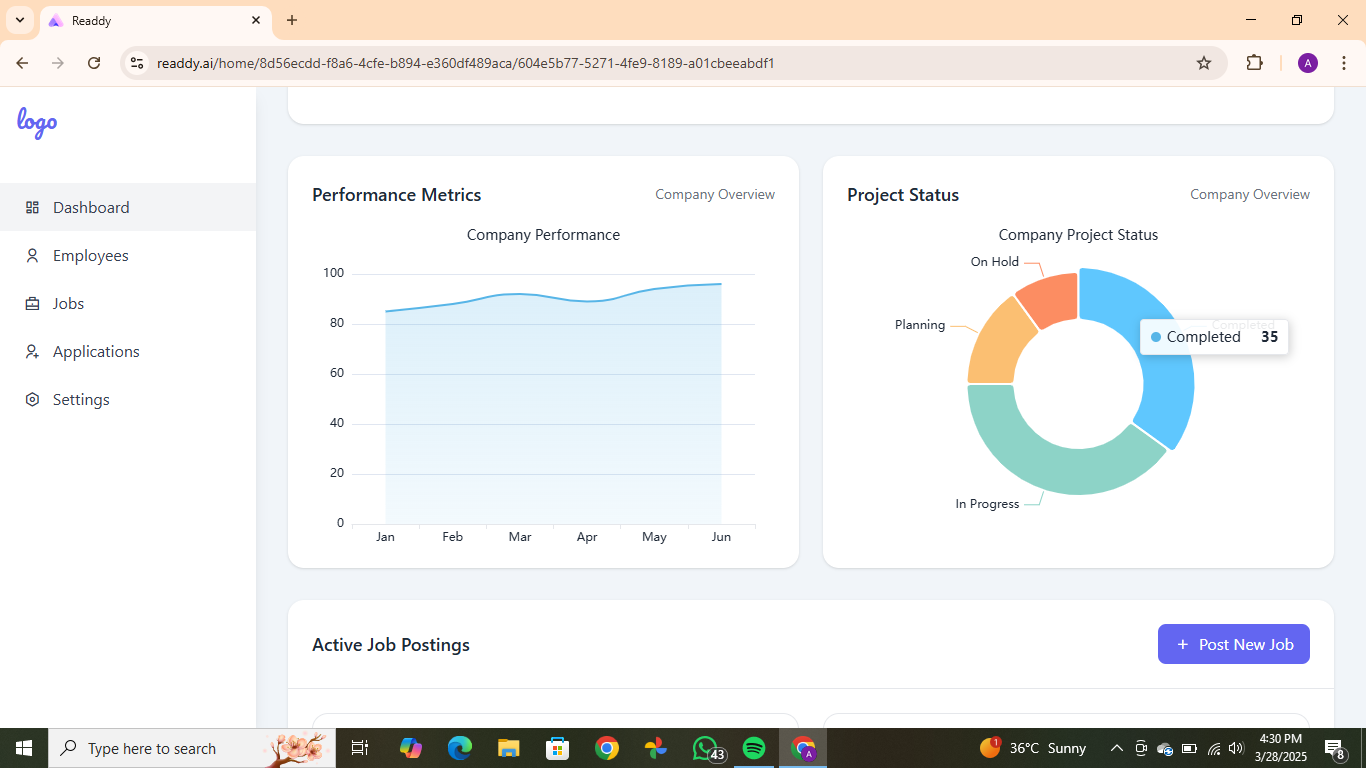 Readdy
readdy.ai/home/8d56ecdd-f8a6-4cfe-b894-e360df489aca/604e5b77-5271-4fe9-8189-a01cbeeabdf1
A
logo
Dashboard
Employees
Jobs
Applications
Settings
Performance Metrics
Company Overview
Company Performance
100
80
60
40
20
0
Jan Feb Mar Apr May Jun
Project Status
Company Overview
Company Project Status
On Hold
Planning
Completed
Completed 35
In Progress
Active Job Postings
+ Post New Job
Type here to search
43
A
1
36°C Sunny
4:30 PM
3/28/2025
8